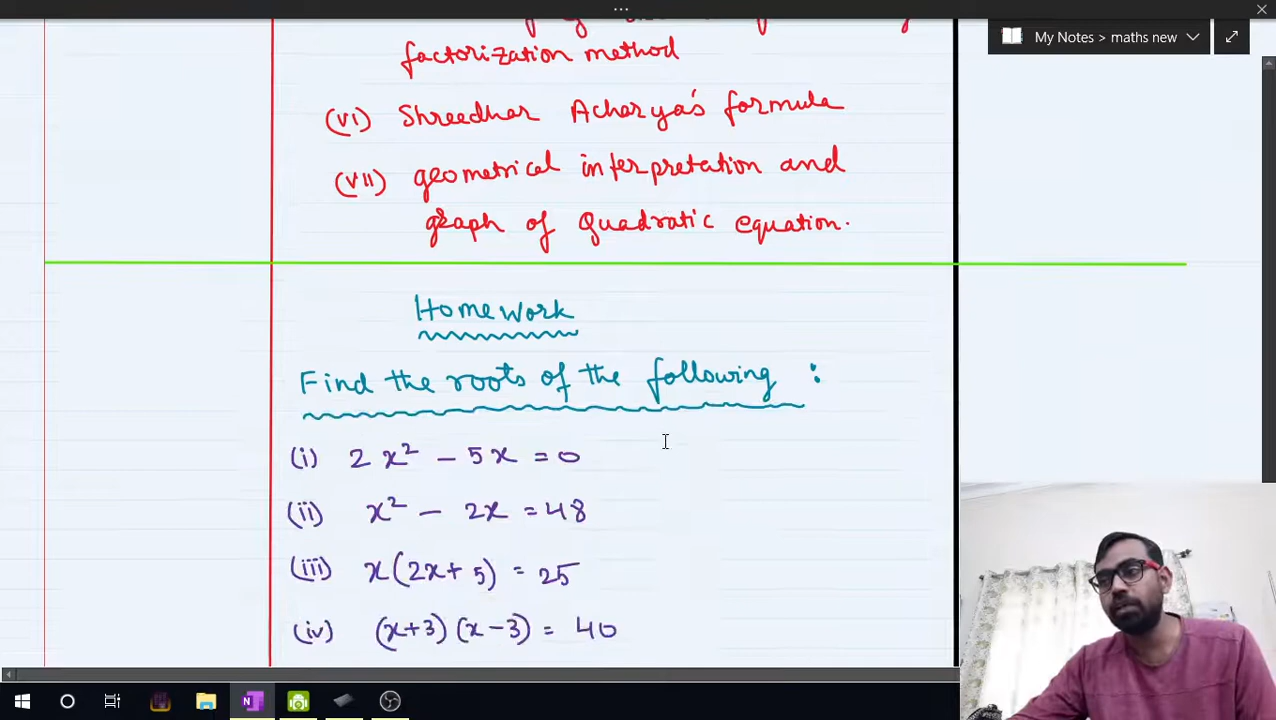 My Notes > maths new
factorization method
(VI) Shreedhar Acharya's formula
(VII) geometrical interpretation and
graph of Quadratic equation.
Homework
Find the roots of the following :
(i) 2x² - 5x = 0
(ii) x² - 2x = 48
(iii) x(2x+5) = 25
(iv) (x+3)(x-3) = 40